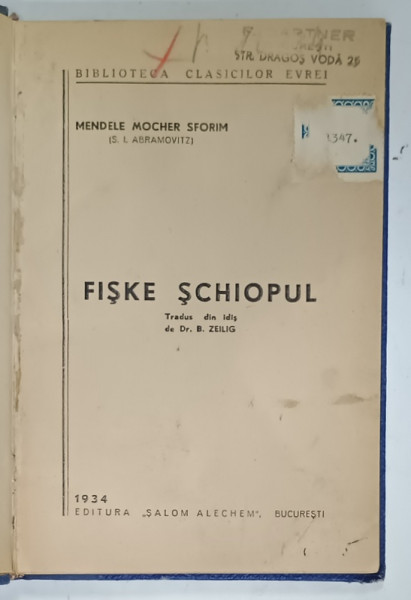 STR. DRAGOŞ VODĂ 25
BIBLIOTECA CLASICILOR EVREI
MENDELE MOCHER SFORIM
(S. I. ABRAMOVITZ)
1347.
FIŞKE ŞCHIOPUL
Tradus din idiş
de Dr. B. ZEILIG
1934
EDITURA „ŞALOM ALECHEM", BUCUREŞTI